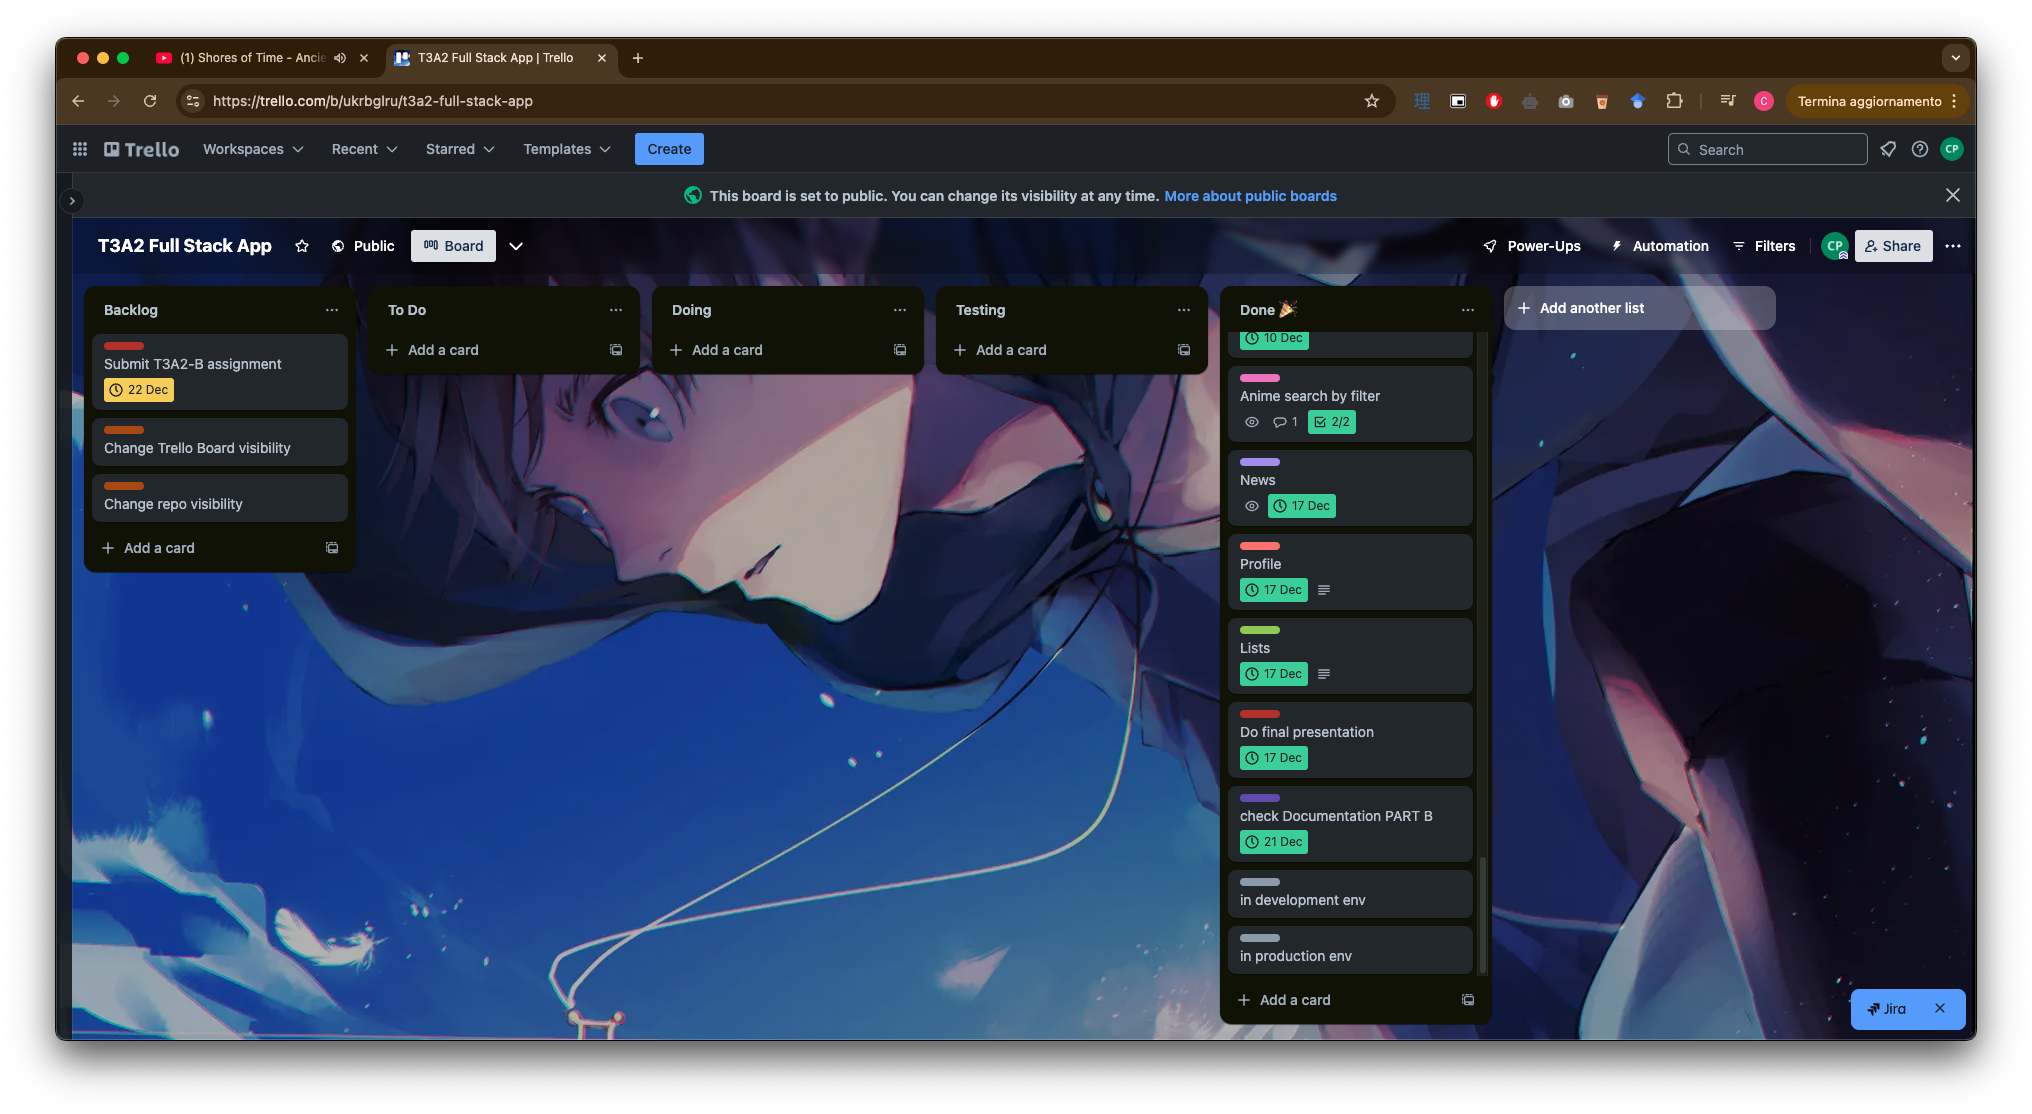 (1) Shores of Time - Ancie
T3A2 Full Stack App | Trello
https://trello.com/b/ukrbglru/t3a2-full-stack-app
C
Termina aggiornamento
Trello
Workspaces
Recent
Starred
Templates
Create
Search
CP
This board is set to public. You can change its visibility at any time. More about public boards
T3A2 Full Stack App
Public
Board
Power-Ups
Automation
Filters
CP
Share
Backlog
Submit T3A2-B assignment
22 Dec
Change Trello Board visibility
Change repo visibility
Add a card
To Do
Add a card
Doing
Add a card
Testing
Add a card
Done 🎉
10 Dec
Anime search by filter
1
2/2
News
17 Dec
Profile
17 Dec
Lists
17 Dec
Do final presentation
17 Dec
check Documentation PART B
21 Dec
in development env
in production env
Add a card
Add another list
Jira